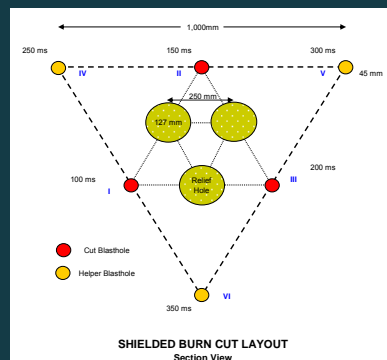 1,000mm
250 ms
150 ms
300 ms
IV
II
V
45 mm
250 mm
127 mm
100 ms
Relief
Hole
200 ms
I
III
Cut Blasthole
Helper Blasthole
VI
350 ms
SHIELDED BURN CUT LAYOUT
Section View